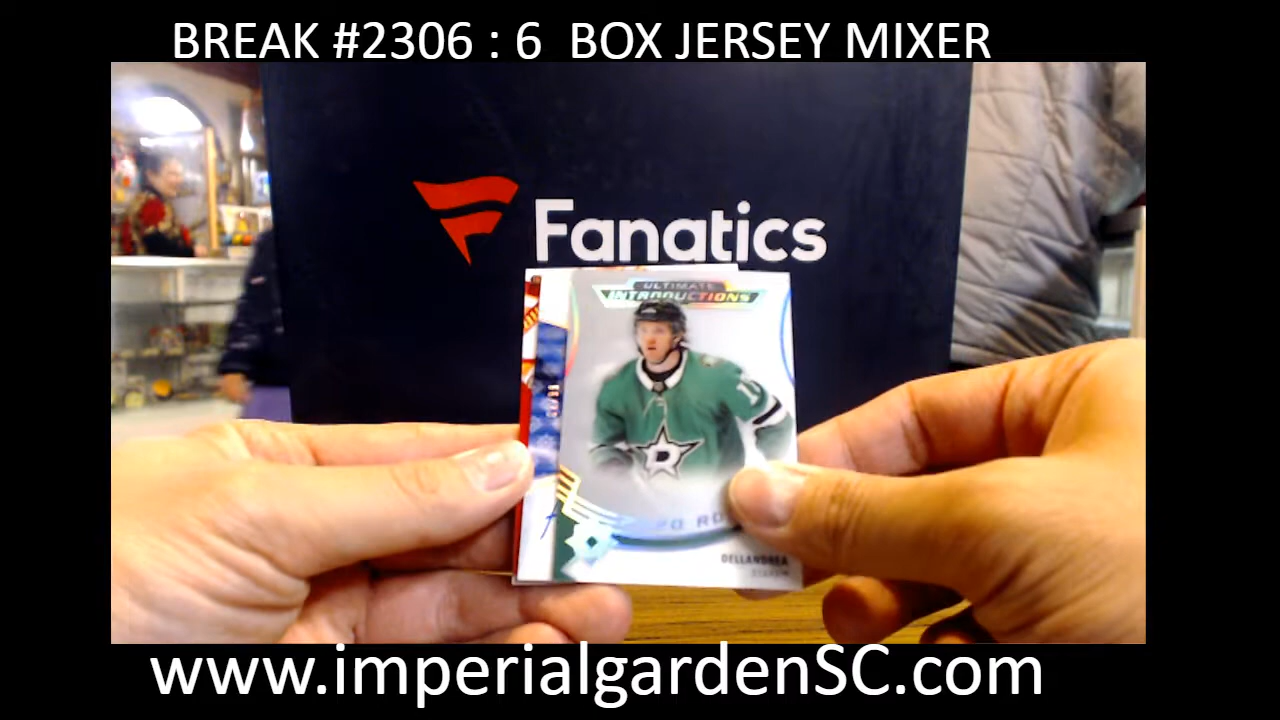 BREAK #2306 : 6 BOX JERSEY MIXER
Fanatics
ULTIMATE
INTRODUCTIONS
D
DELLANDREA
www.imperialgardenSC.com